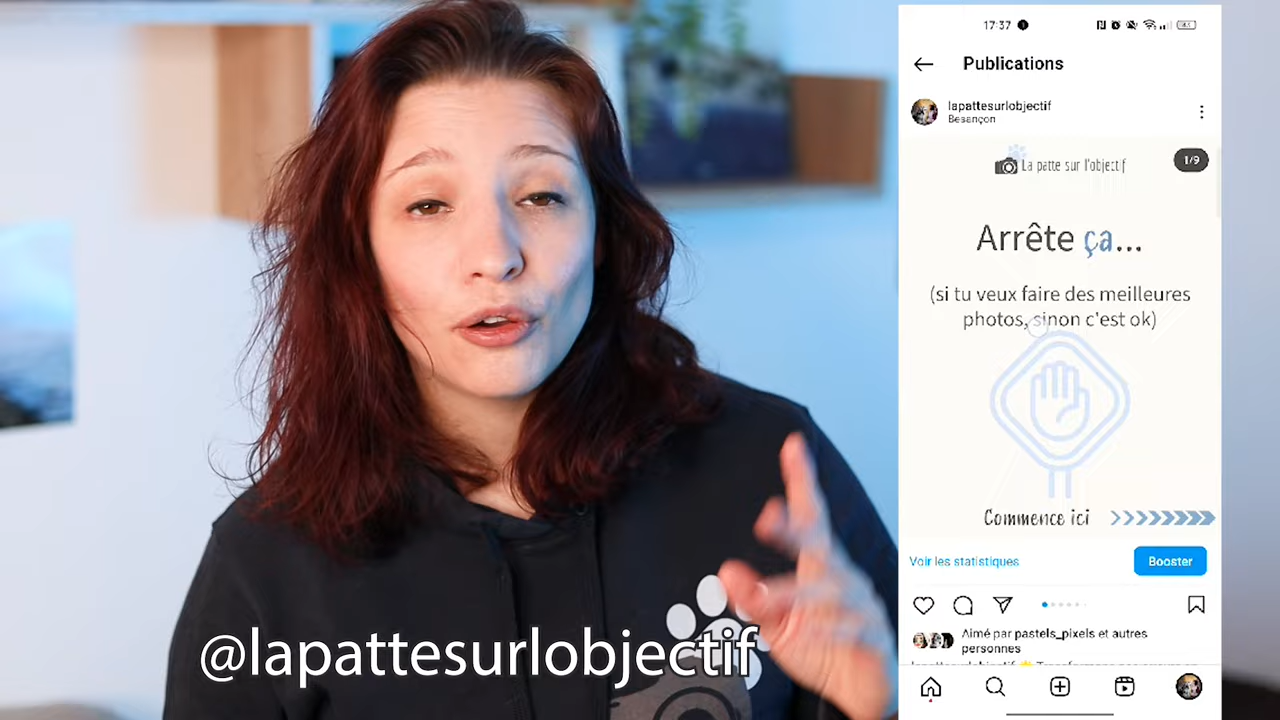 17:37
Publications
lapattesurlobjectif
Besançon
La patte sur l'objectif
1/9
Arrête ça...
(si tu veux faire des meilleures
photos, sinon c'est ok)
Commence ici
Voir les statistiques
Booster
Aimé par pastels_pixels et autres
personnes
@lapattesurlobjectif